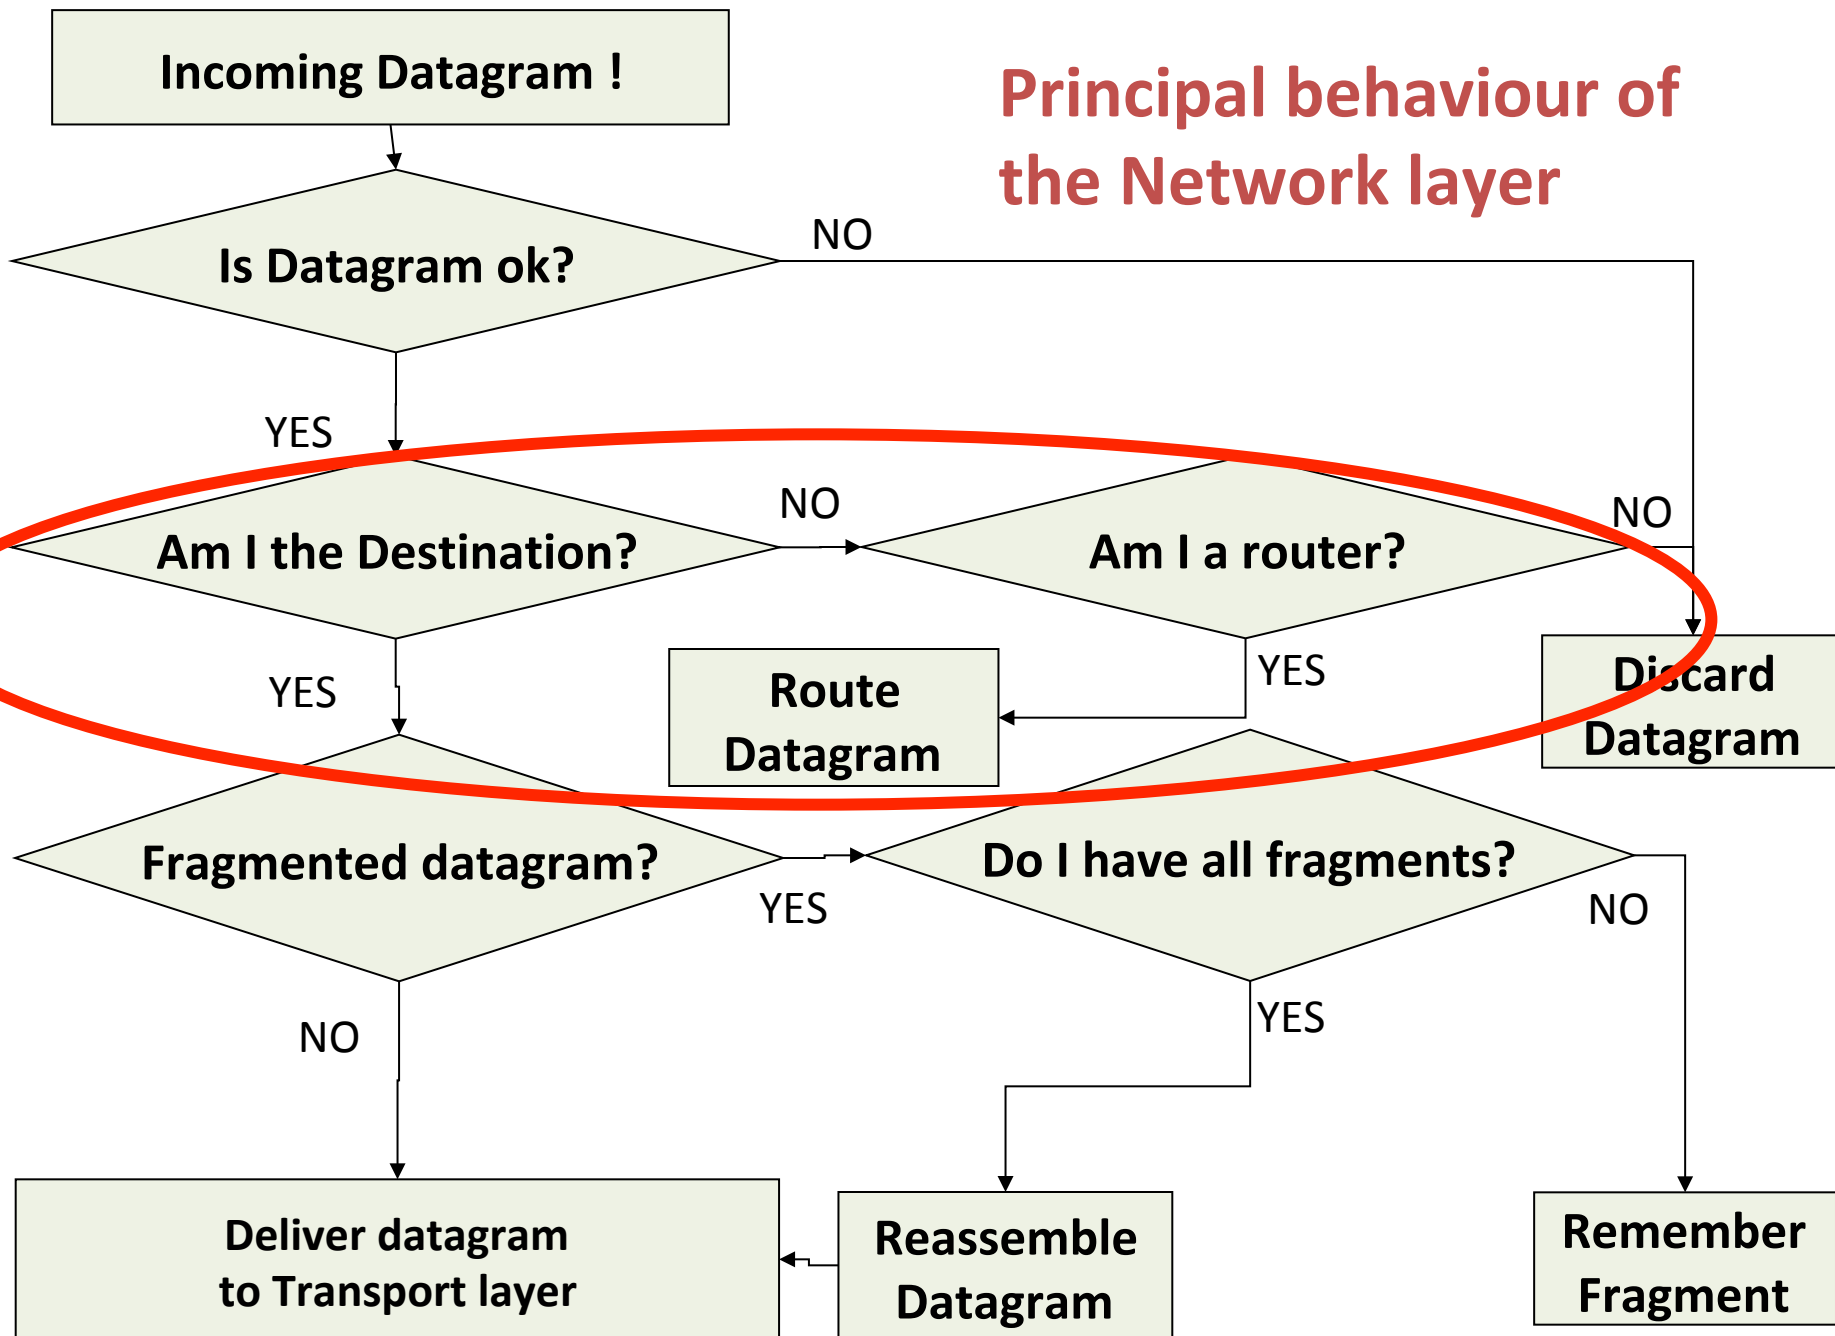 Incoming Datagram !
Principal behaviour of
the Network layer
NO
Is Datagram ok?
YES
NO
NO
Am I the Destination?
Am I a router?
YES
YES
Route
Datagram
Discard
Datagram
Fragmented datagram?
Do I have all fragments?
YES
NO
NO
YES
Deliver datagram
to Transport layer
Reassemble
Datagram
Remember
Fragment